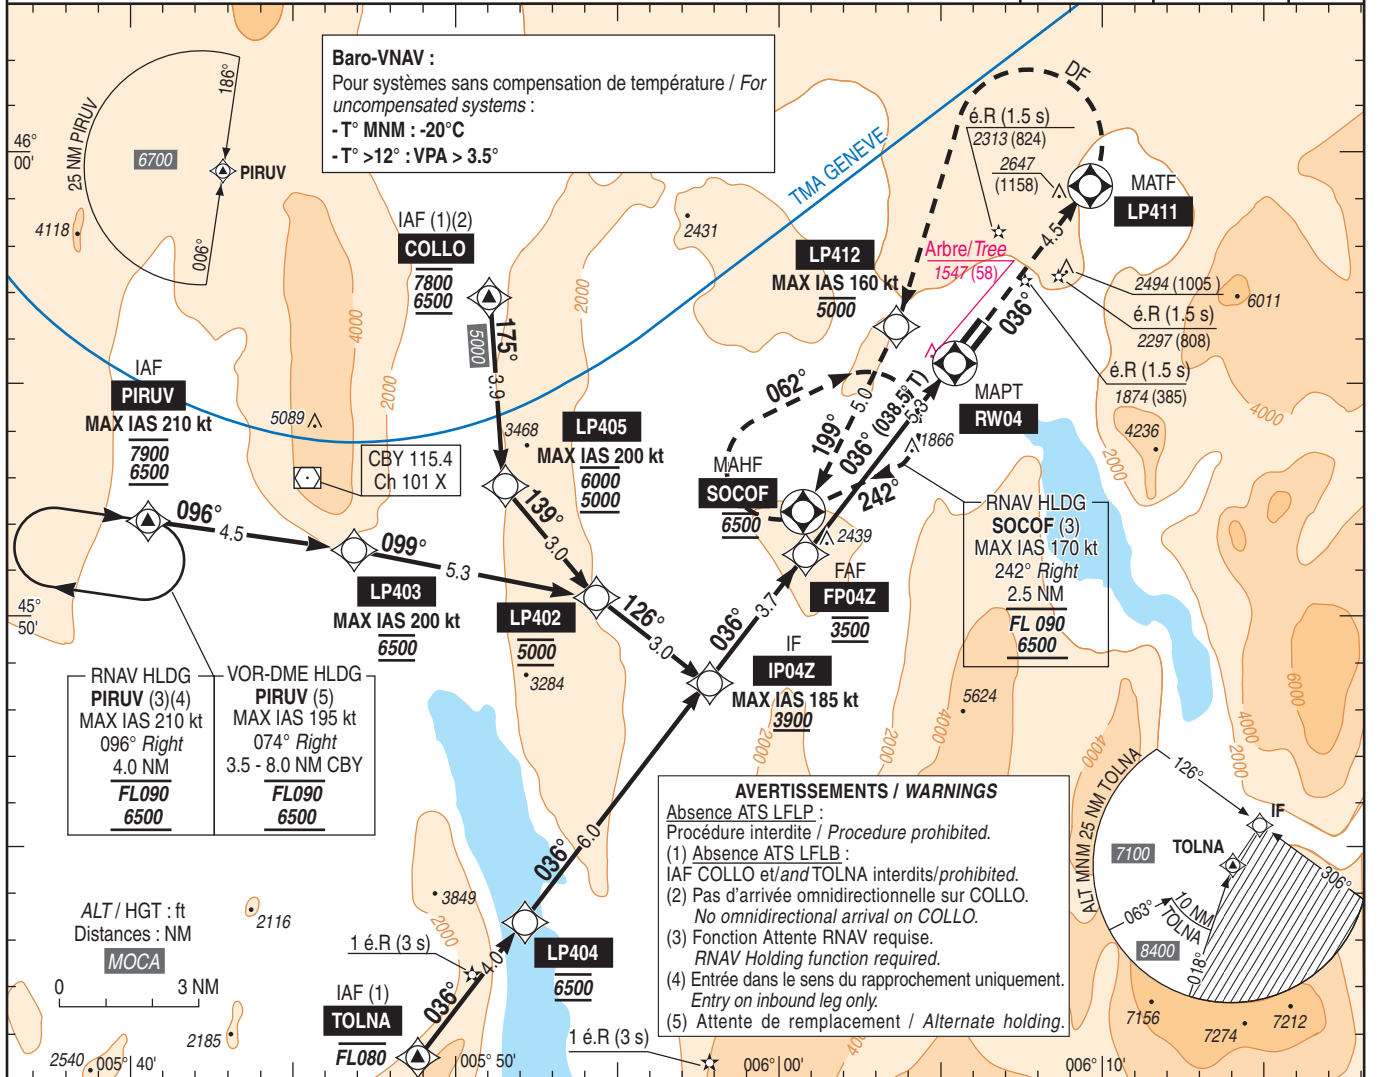 Baro-VNAV :
Pour systèmes sans compensation de température / For
uncompensated systems :
- T° MNM : -20°C
- T° >12° : VPA > 3.5°
46°
00'
25 NM PIRUV
186°
6700
PIRUV
006°
4118
TMA GENEVE
DF
é.R (1.5 s)
2313 (824)
2647
(1158)
MATF
LP411
4.5
IAF (1)(2)
COLLO
7800
6500
2431
2000
4000
2000
LP412
MAX IAS 160 kt
5000
Arbre/Tree
1547 (58)
2494 (1005)
6011
é.R (1.5 s)
2297 (808)
036°
é.R (1.5 s)
1874 (385)
4000
4236
2000
5000
175°
3.9
IAF
PIRUV
MAX IAS 210 kt
7900
6500
5089
CBY 115.4
Ch 101 X
3468
LP405
MAX IAS 200 kt
6000
5000
062°
5.0
199°
036° (038.5° T)
5.3
MAPT
RW04
1866
242°
MAHF
SOCOF
6500
2439
RNAV HLDG
SOCOF (3)
MAX IAS 170 kt
242° Right
2.5 NM
FL 090
6500
096°
4.5
099°
5.3
139°
3.0
LP403
MAX IAS 200 kt
6500
45°
50'
LP402
5000
3284
126°
3.0
036°
3.7
FAF
FP04Z
3500
IF
IP04Z
MAX IAS 185 kt
3900
RNAV HLDG
PIRUV (3)(4)
MAX IAS 210 kt
096° Right
4.0 NM
FL090
6500
VOR-DME HLDG
PIRUV (5)
MAX IAS 195 kt
074° Right
3.5 - 8.0 NM CBY
FL090
6500
5624
2000
2000
4000
4000
6000
4000
2000
036°
6.0
AVERTISSEMENTS / WARNINGS
Absence ATS LFLP :
Procédure interdite / Procedure prohibited.
(1) Absence ATS LFLB :
IAF COLLO et/and TOLNA interdits/prohibited.
(2) Pas d'arrivée omnidirectionnelle sur COLLO.
No omnidirectional arrival on COLLO.
(3) Fonction Attente RNAV requise.
RNAV Holding function required.
(4) Entrée dans le sens du rapprochement uniquement.
Entry on inbound leg only.
(5) Attente de remplacement / Alternate holding.
ALT MNM 25 NM TOLNA
126°
IF
7100
TOLNA
306°
063°
10 NM
TOLNA
8400
018°
7156
7274
7212
ALT / HGT : ft
Distances : NM
MOCA
0 3 NM
2116
2185
2540
3849
2000
1 é.R (3 s)
LP404
6500
4.0
036°
IAF (1)
TOLNA
FL080
1 é.R (3 s)
400
005° 40'
005° 50'
006° 00'
006° 10'